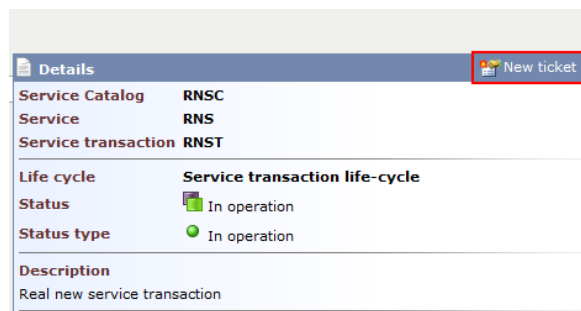 Details New ticket
Service Catalog RNSC
Service RNS
Service transaction RNST
Life cycle Service transaction life-cycle
Status In operation
Status type In operation
Description
Real new service transaction